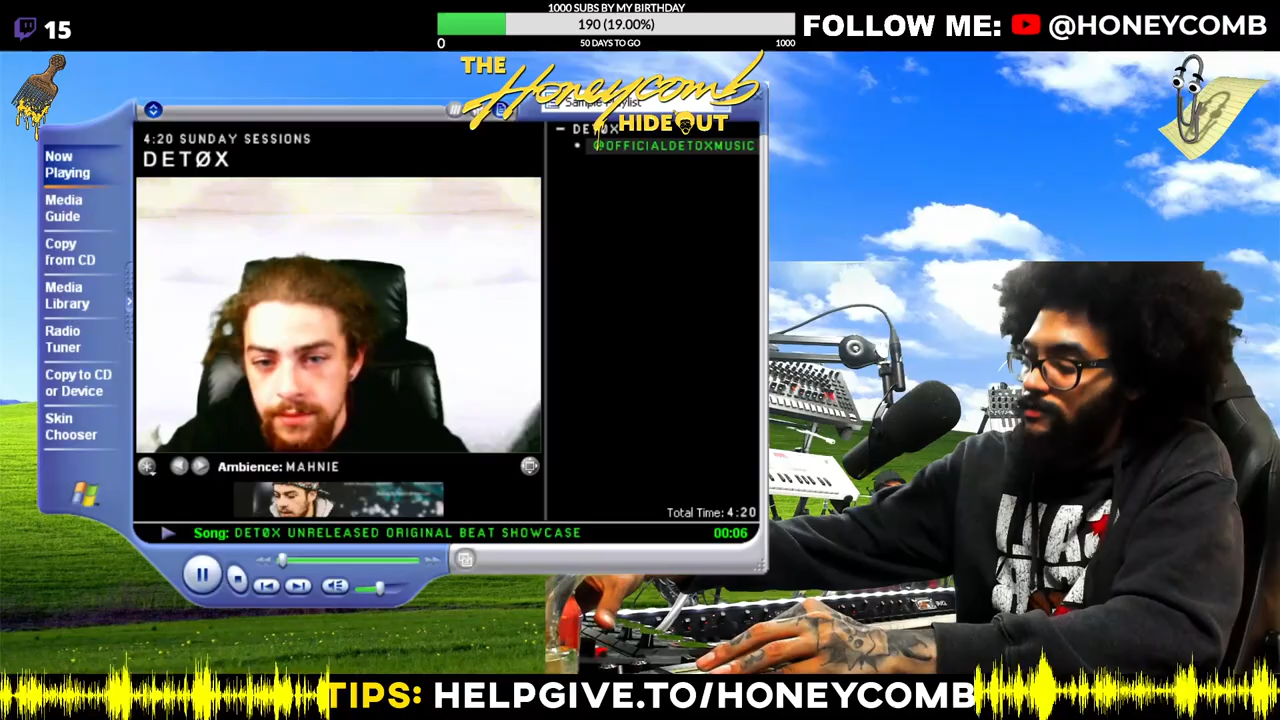 15
1000 SUBS BY MY BIRTHDAY
190 (19.00%)
0
50 DAYS TO GO
1000
FOLLOW ME: @HONEYCOMB
THE
Honeycomb
HIDEOUT
Sample Playlist
4:20 SUNDAY SESSIONS
DETØX
DETØX
@OFFICIALDETOXMUSIC
Now
Playing
Media
Guide
Copy
from CD
Media
Library
Radio
Tuner
Copy to CD
or Device
Skin
Chooser
Ambience: MAHNIE
Total Time: 4:20
Song: DETØX UNRELEASED ORIGINAL BEAT SHOWCASE
00:06
TIPS: HELPGIVE.TO/HONEYCOMB